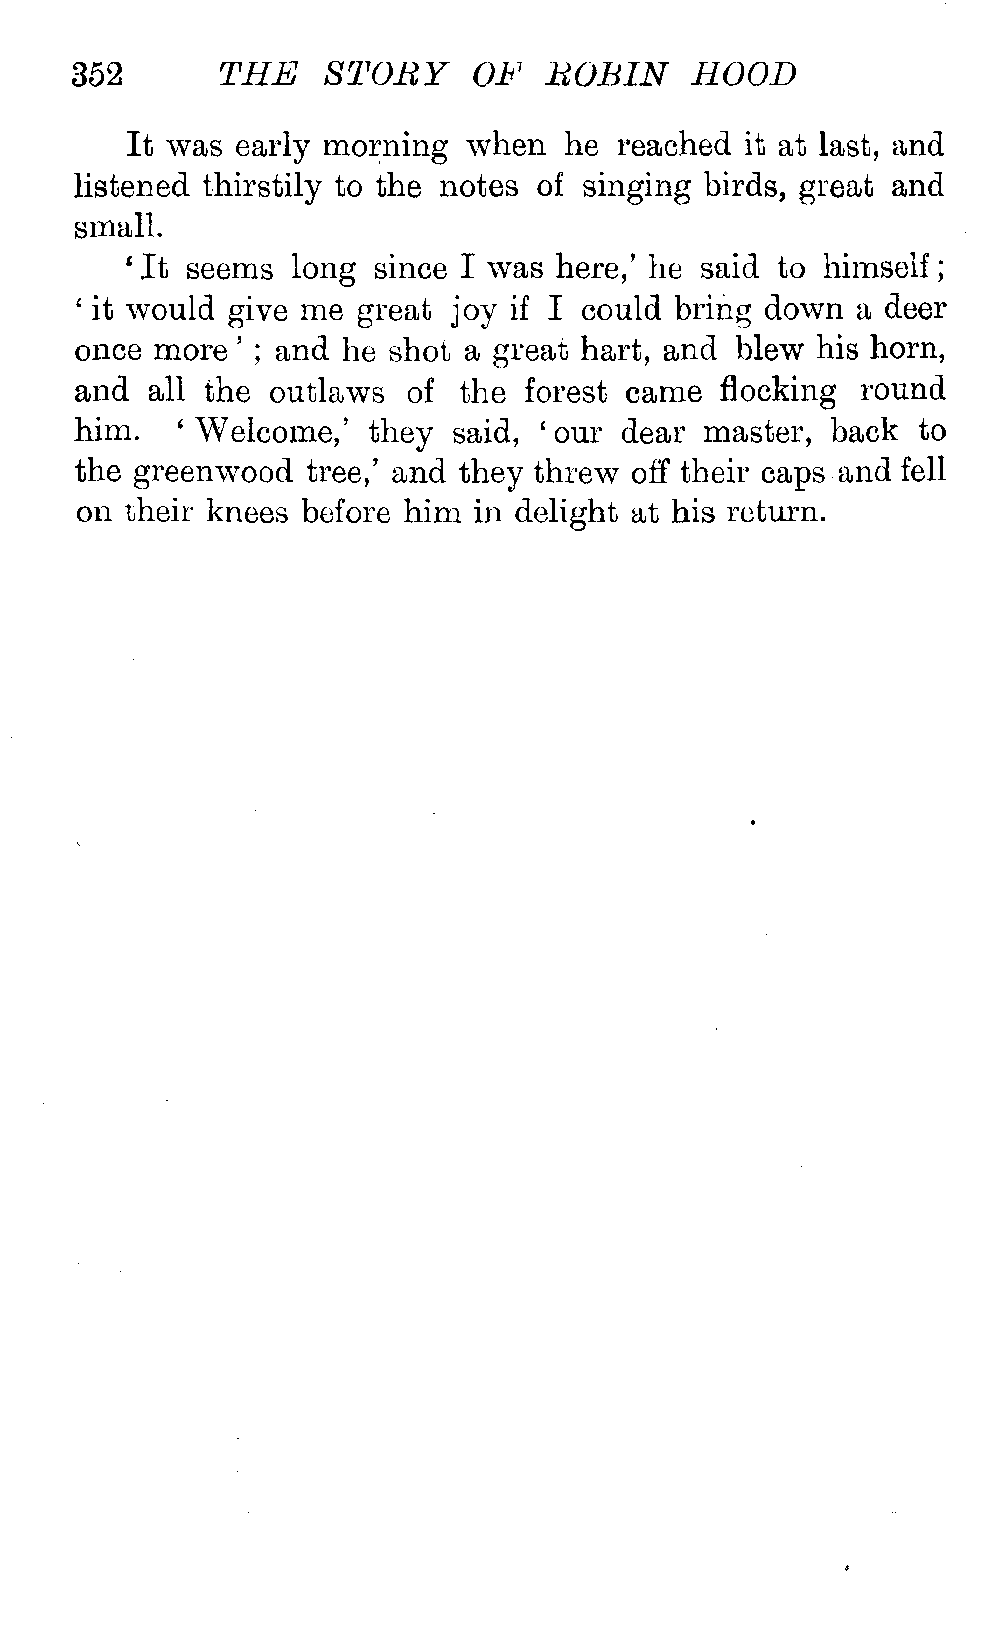 352 THE STORY OF ROBIN HOOD
It was early morning when he reached it at last, and
listened thirstily to the notes of singing birds, great and
small.
‘It seems long since I was here,’ he said to himself;
‘it would give me great joy if I could bring down a deer
once more’; and he shot a great hart, and blew his horn,
and all the outlaws of the forest came flocking round
him. ‘Welcome,’ they said, ‘our dear master, back to
the greenwood tree,’ and they threw off their caps and fell
on their knees before him in delight at his return.